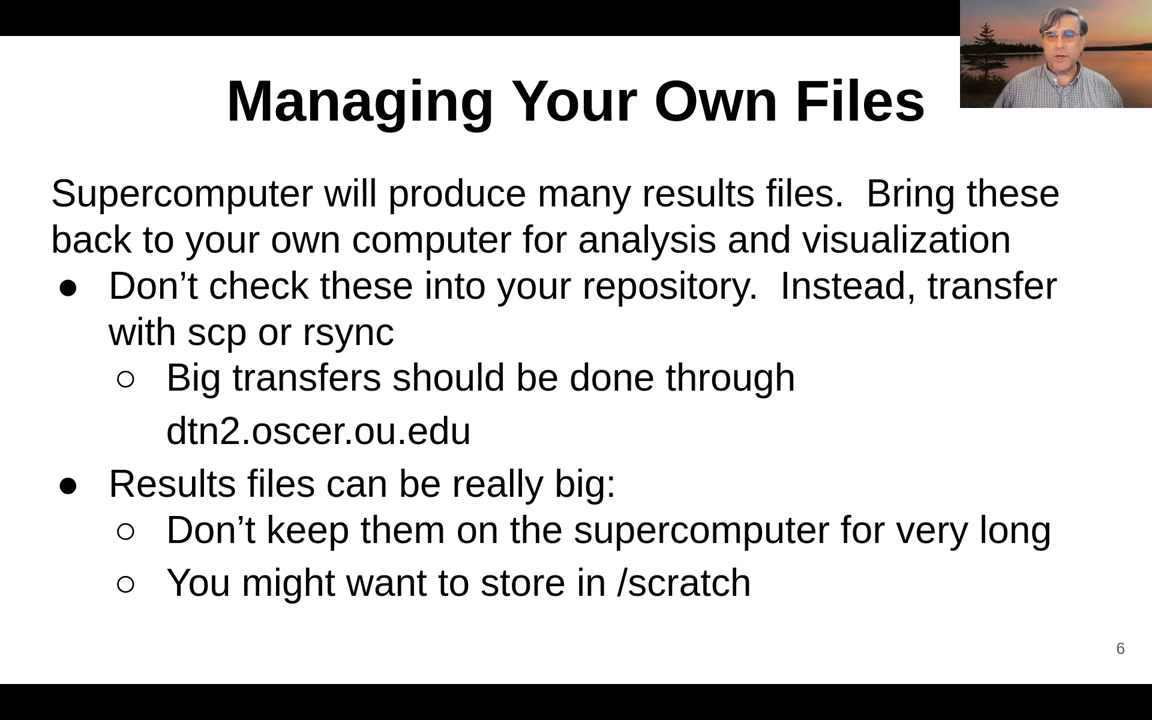 Managing Your Own Files
Supercomputer will produce many results files.  Bring these
back to your own computer for analysis and visualization
● Don’t check these into your repository.  Instead, transfer
with scp or rsync
○ Big transfers should be done through
dtn2.oscer.ou.edu
● Results files can be really big:
○ Don’t keep them on the supercomputer for very long
○ You might want to store in /scratch
6